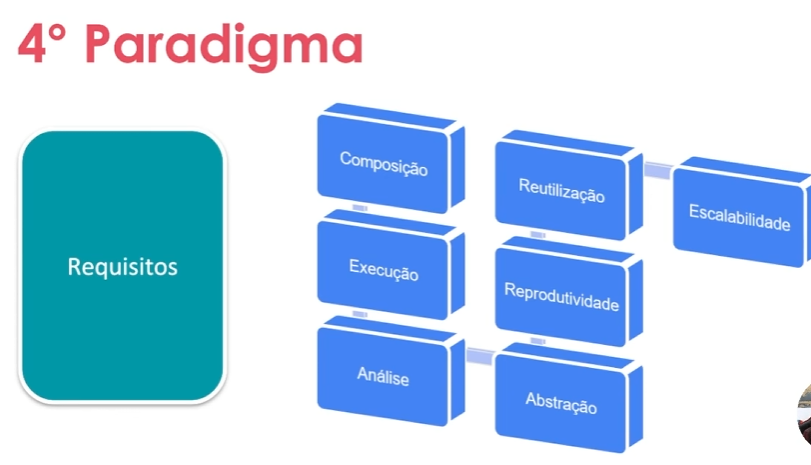 4° Paradigma
Requisitos
Composição
Execução
Análise
Abstração
Reprodutividade
Reutilização
Escalabilidade